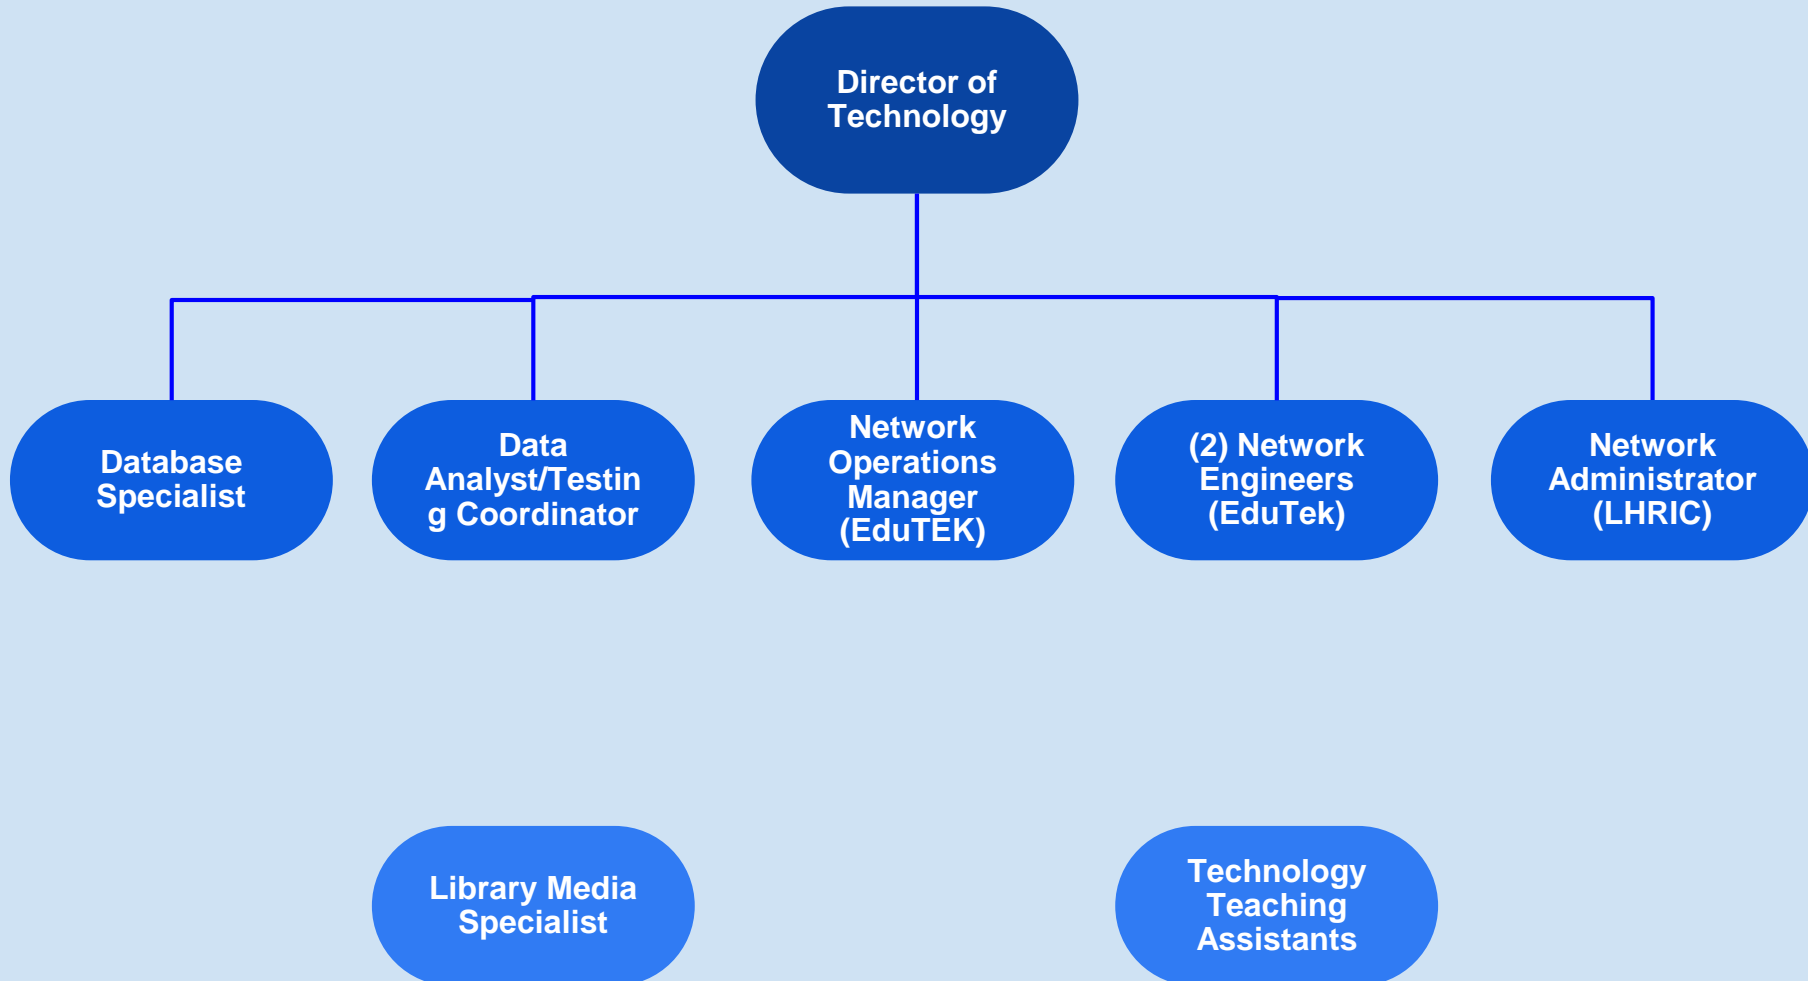 Director of
Technology
Database
Specialist
Data
Analyst/Testin
g Coordinator
Network
Operations
Manager
(EduTEK)
(2) Network
Engineers
(EduTek)
Network
Administrator
(LHRIC)
Library Media
Specialist
Technology
Teaching
Assistants